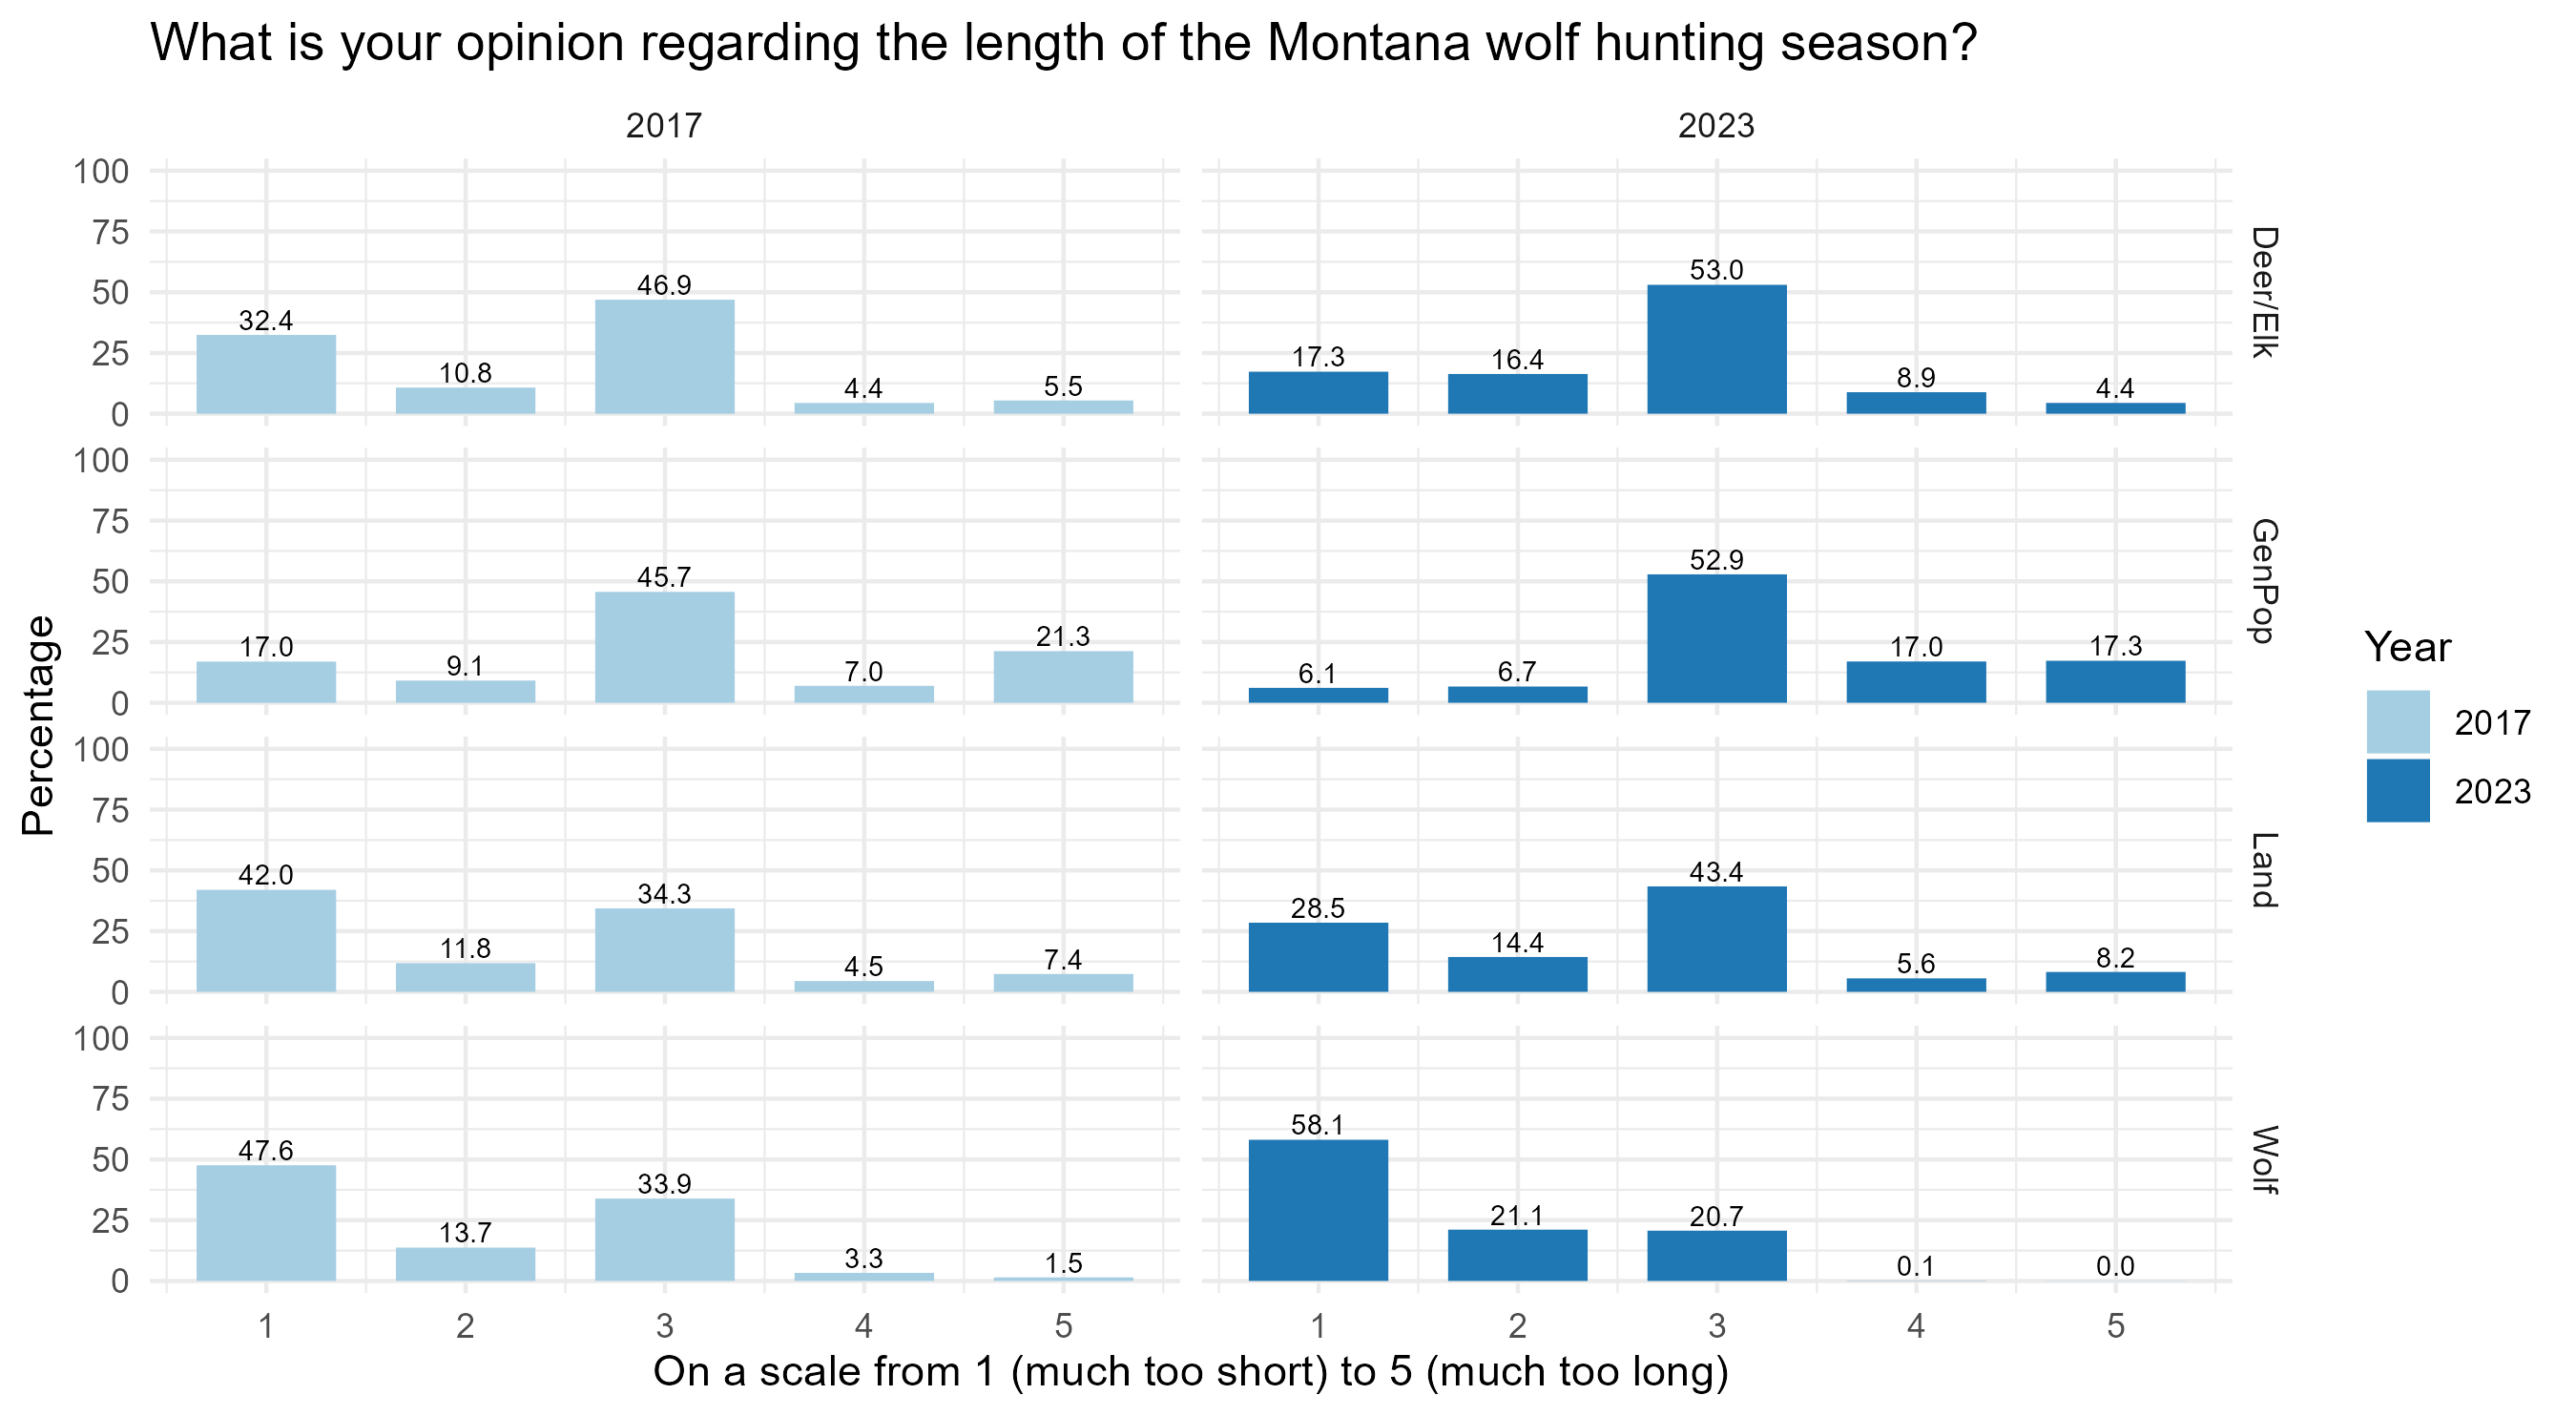 What is your opinion regarding the length of the Montana wolf hunting season?
2017 2023
100
75
50
25
0
32.4 10.8 46.9 4.4 5.5
17.3 16.4 53.0 8.9 4.4
Deer/Elk
100
75
50
25
0
17.0 9.1 45.7 7.0 21.3
6.1 6.7 52.9 17.0 17.3
GenPop
100
75
50
25
0
42.0 11.8 34.3 4.5 7.4
28.5 14.4 43.4 5.6 8.2
Land
100
75
50
25
0
47.6 13.7 33.9 3.3 1.5
58.1 21.1 20.7 0.1 0.0
Wolf
1 2 3 4 5 1 2 3 4 5
On a scale from 1 (much too short) to 5 (much too long)
Percentage
Year
2017
2023